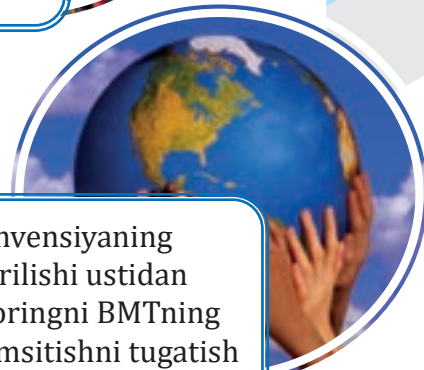 nvensiyaning
rilishi ustidan
oringni BMTning
msitishni tugatish